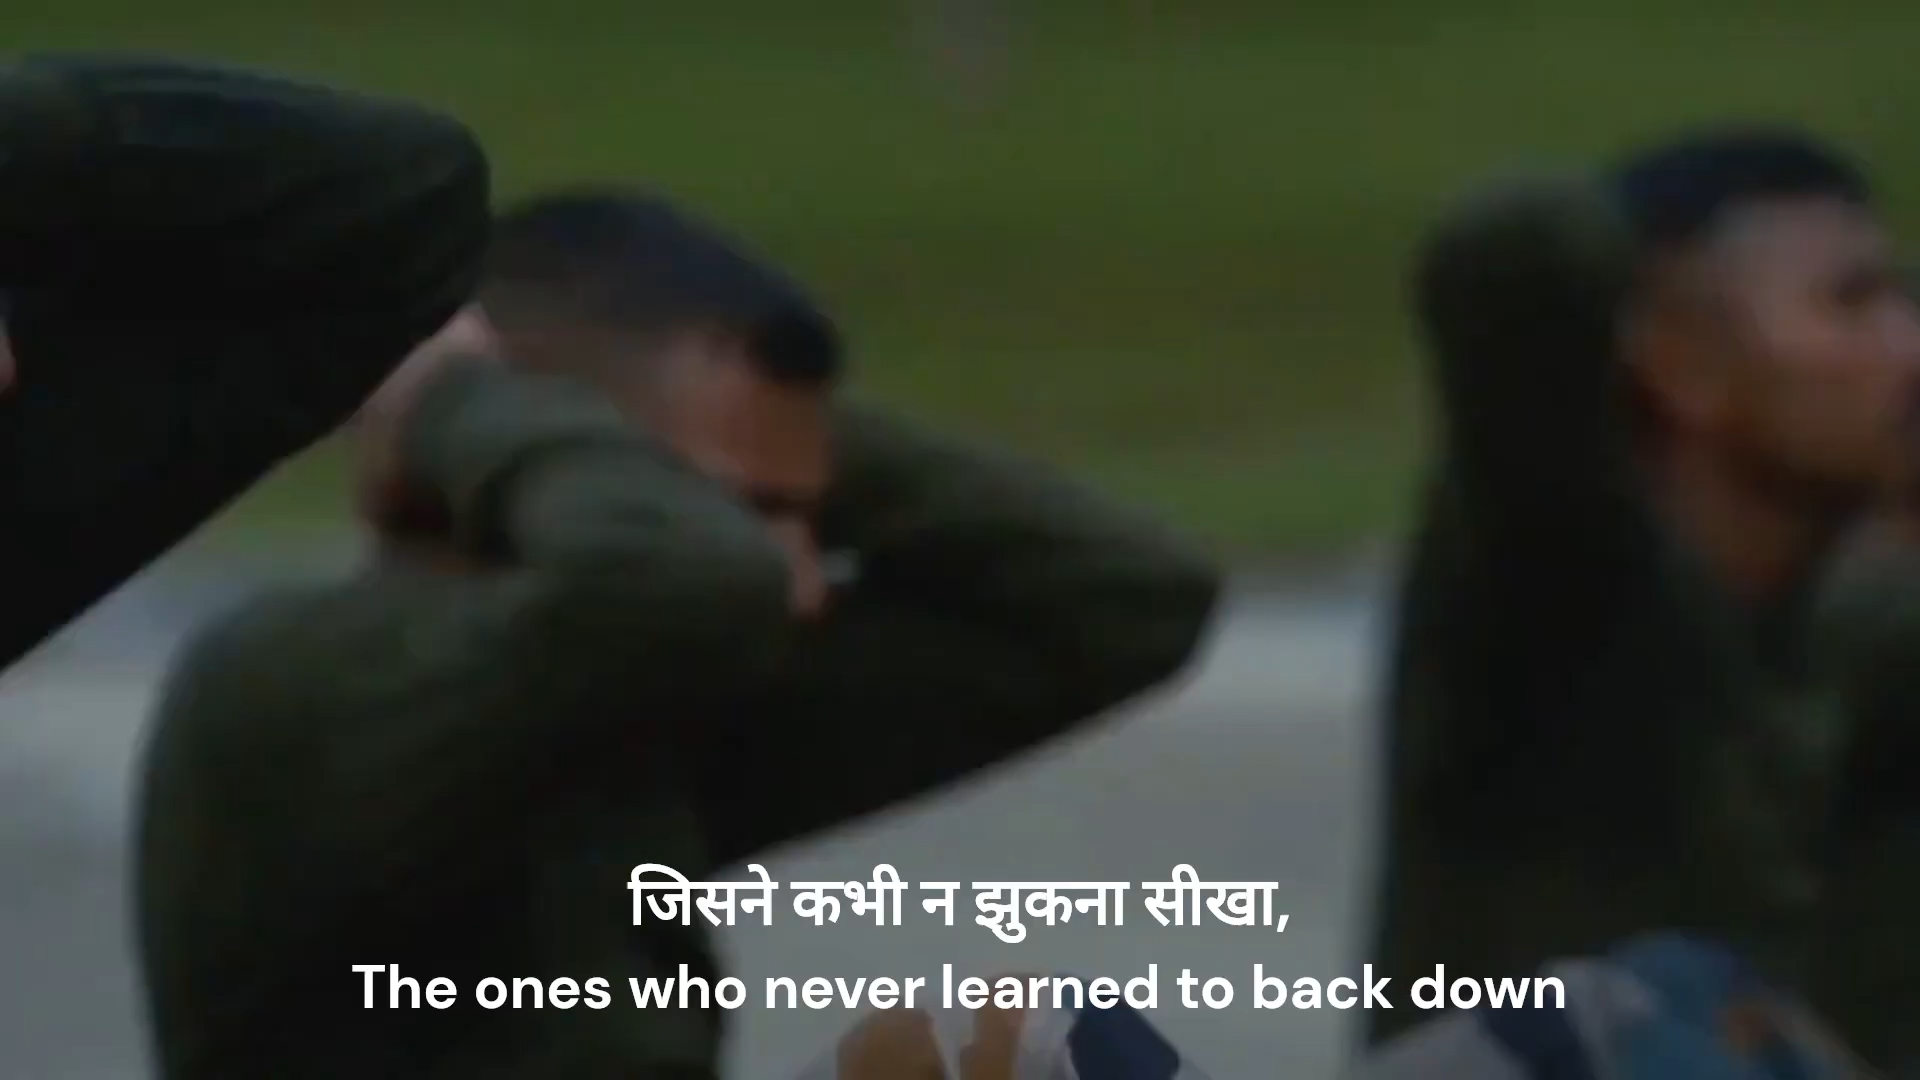 जिसने कभी न झुकना सीखा,
The ones who never learned to back down